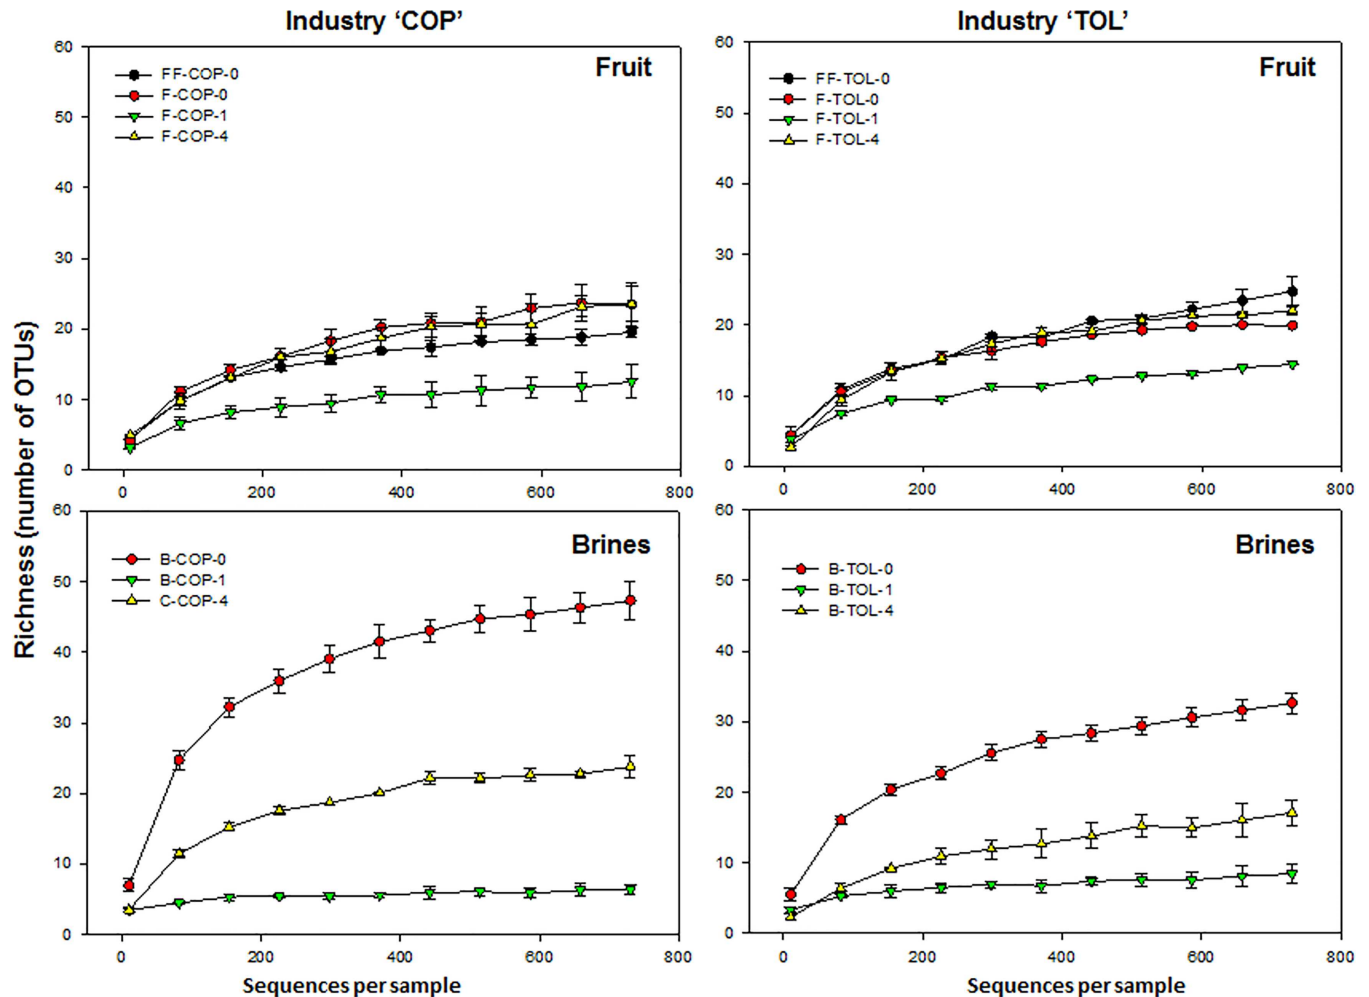 Industry ‘COP’
Industry ‘TOL’
Richness (number of OTUs)
Fruit
FF-COP-0
F-COP-0
F-COP-1
F-COP-4
60
50
40
30
20
10
0
0 200 400 600 800
Fruit
FF-TOL-0
F-TOL-0
F-TOL-1
F-TOL-4
60
50
40
30
20
10
0
0 200 400 600 800
Brines
B-COP-0
B-COP-1
C-COP-4
60
50
40
30
20
10
0
0 200 400 600 800
Sequences per sample
Brines
B-TOL-0
B-TOL-1
B-TOL-4
60
50
40
30
20
10
0
0 200 400 600 800
Sequences per sample